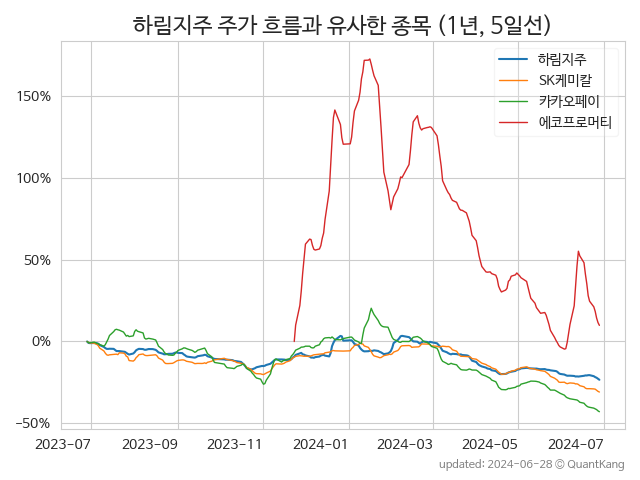 하림지주 주가 흐름과 유사한 종목 (1년, 5일선)
하림지주
SK케미칼
카카오페이
에코프로머티
150%
100%
50%
0%
−50%
2023-07 2023-09 2023-11 2024-01 2024-03 2024-05 2024-07
updated: 2024-06-28 © QuantKang